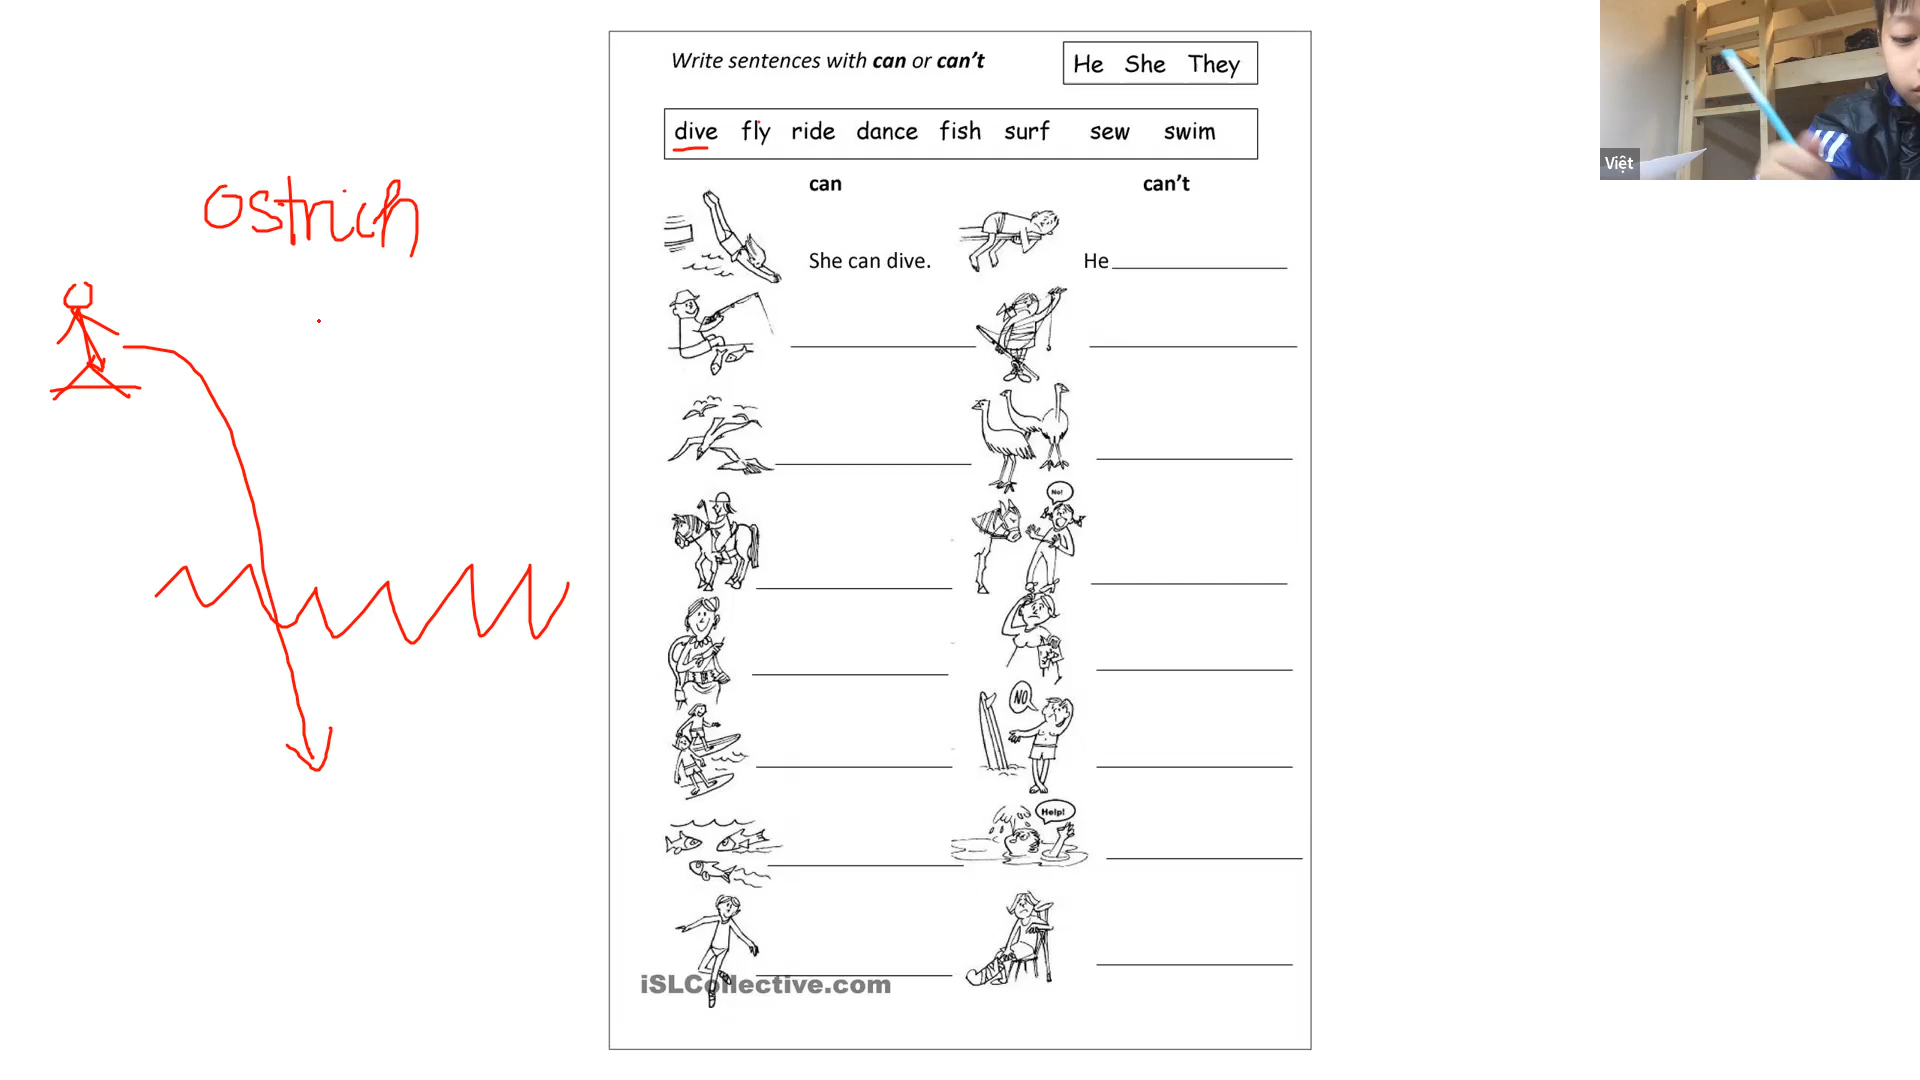 Write sentences with can or can't
He She They
dive fly ride dance fish surf sew swim
can can't
She can dive. He
ostrich
No!
NO
Help!
iSLCollective.com
Việt